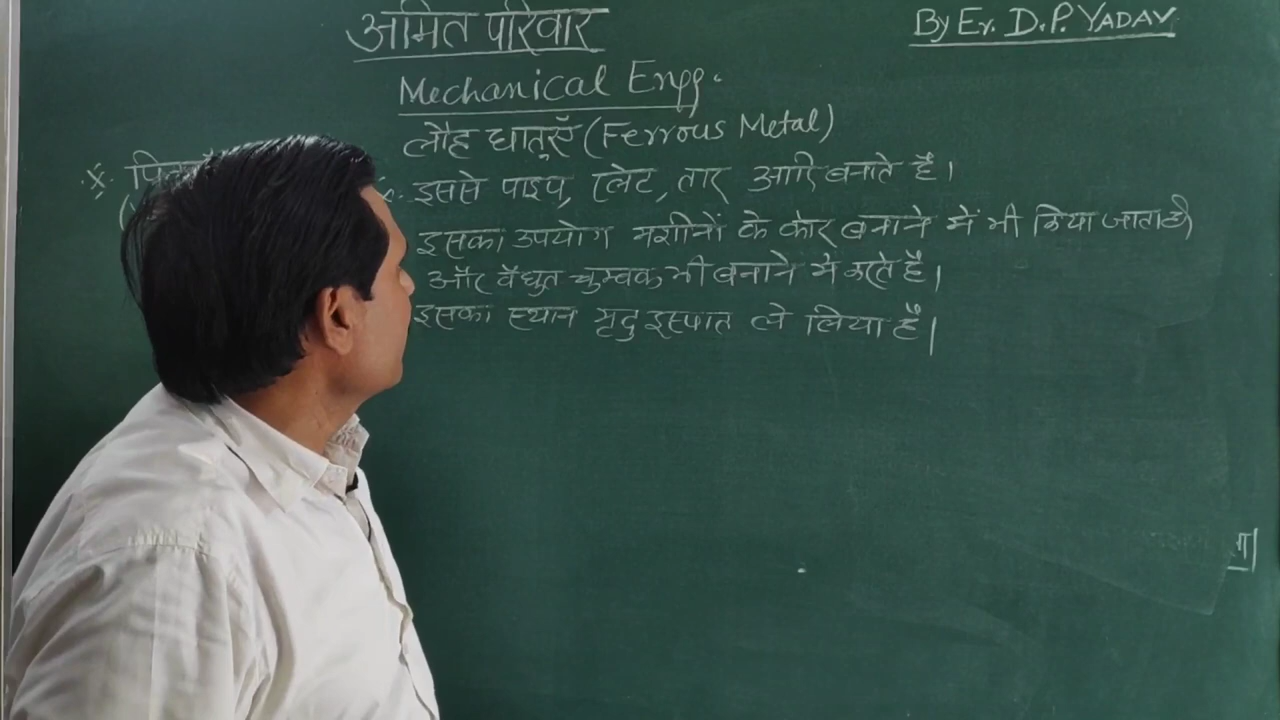 अमित परिवार
By Er. D.P. YADAV
Mechanical Engg.
लौह धातुएँ (Ferrous Metal)
इससे पाइप, प्लेट, तार आदि बनाते है।
इसका उपयोग मशीनों के कोर बनाने में भी किया जाता है।
और वैधुत चुम्बक भी बनाने मे करते है।
इसका स्थान मृदु इस्पात ले लिया है।